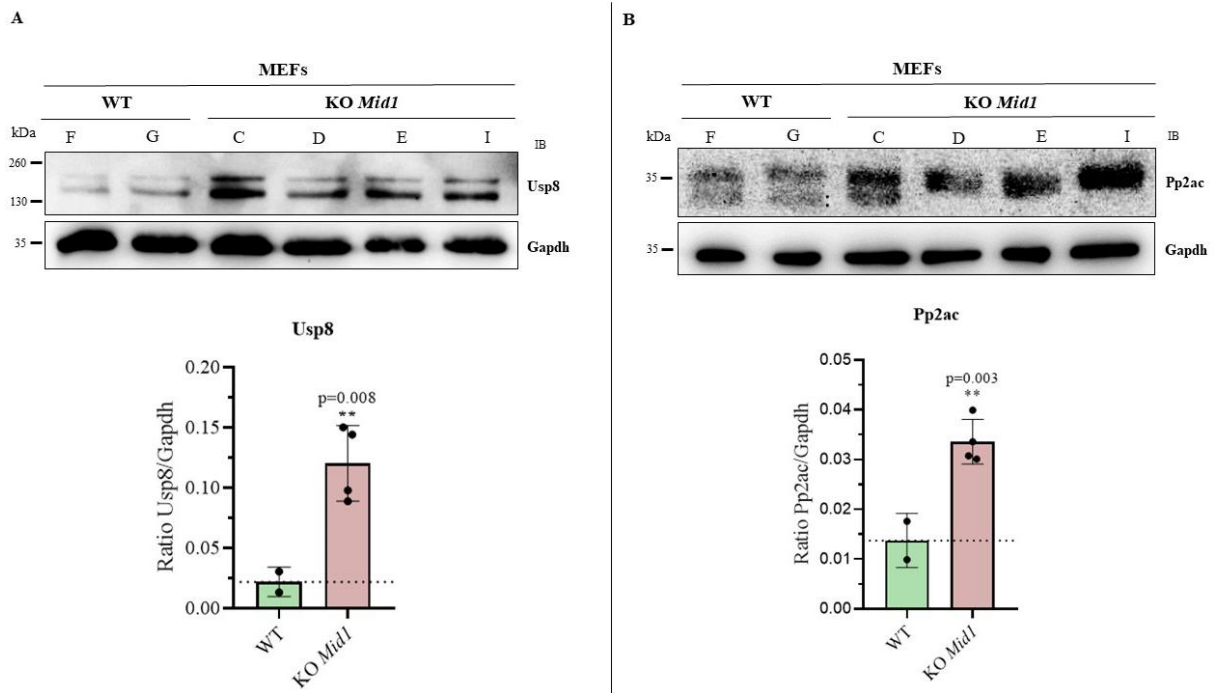 A
MEFs
WT KO Mid1
kDa F G C D E I IB
260
130
Usp8
35
Gapdh
Usp8
Ratio Usp8/Gapdh
0.20
0.15
0.10
0.05
0.00
p=0.008
**
WT
KO Mid1
B
MEFs
WT KO Mid1
kDa F G C D E I IB
35
Pp2ac
35
Gapdh
Pp2ac
Ratio Pp2ac/Gapdh
0.05
0.04
0.03
0.02
0.01
0.00
p=0.003
**
WT
KO Mid1